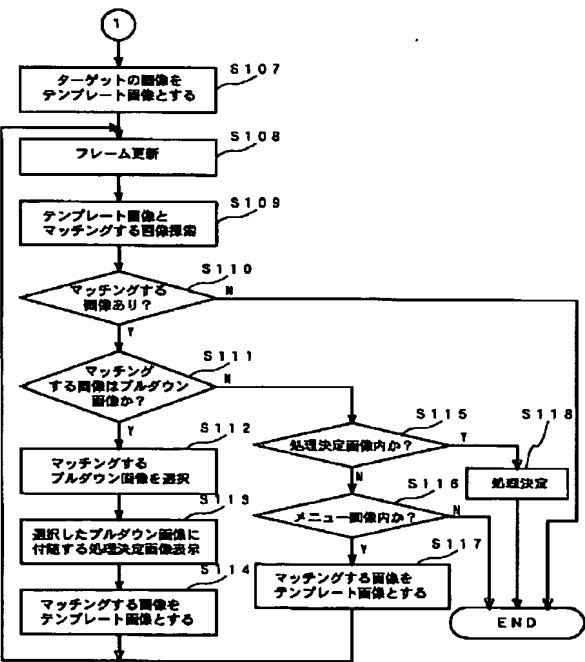 1
S107
ターゲットの画像を
テンプレート画像とする
S108
フレーム更新
S109
テンプレート画像と
マッチングする画像探索
S110
マッチングする
画像あり?
N
Y
S111
マッチング
する画像はプルダウン
画像か?
N
Y
S112
マッチングする
プルダウン画像を選択
S113
選択したプルダウン画像に
付随する処理決定画像表示
S114
マッチングする画像を
テンプレート画像とする
S115
処理決定画像内か?
Y
N
S116
メニュー画像内か?
N
Y
S117
マッチングする画像を
テンプレート画像とする
S118
処理決定
END